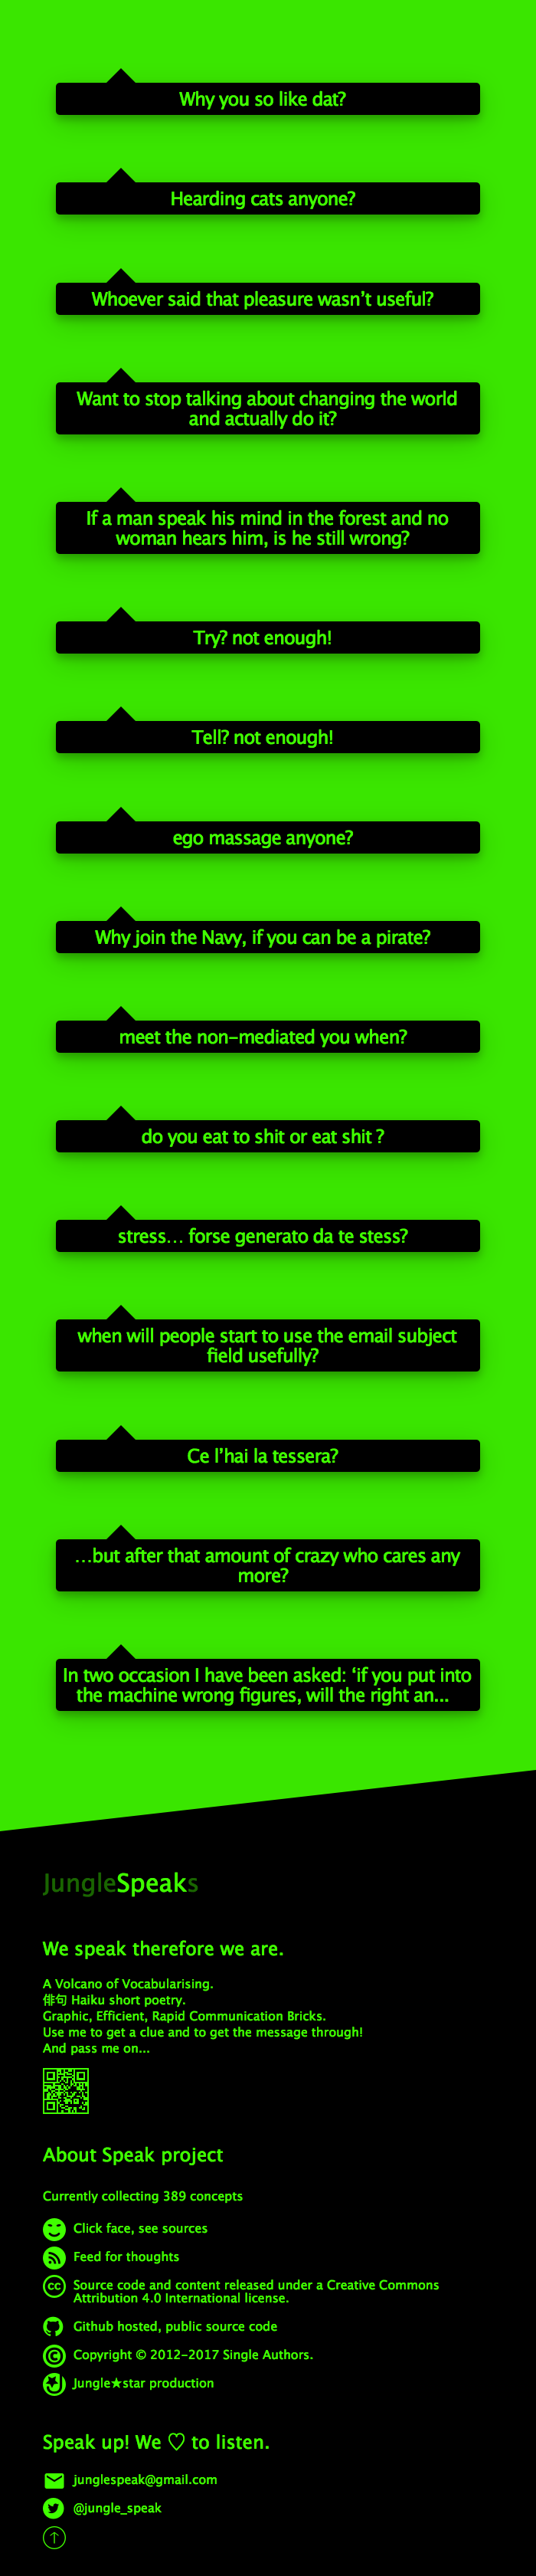 Why you so like dat?
Hearding cats anyone?
Whoever said that pleasure wasn’t useful?
Want to stop talking about changing the world
and actually do it?
If a man speak his mind in the forest and no
woman hears him, is he still wrong?
Try? not enough!
Tell? not enough!
ego massage anyone?
Why join the Navy, if you can be a pirate?
meet the non-mediated you when?
do you eat to shit or eat shit ?
stress… forse generato da te stess?
when will people start to use the email subject
field usefully?
Ce l’hai la tessera?
…but after that amount of crazy who cares any
more?
In two occasion I have been asked: ‘if you put into
the machine wrong figures, will the right an...
JungleSpeaks
We speak therefore we are.
A Volcano of Vocabularising.
俳句 Haiku short poetry.
Graphic, Efficient, Rapid Communication Bricks.
Use me to get a clue and to get the message through!
And pass me on...
About Speak project
Currently collecting 389 concepts
Click face, see sources
Feed for thoughts
Source code and content released under a Creative Commons
Attribution 4.0 International license.
Github hosted, public source code
Copyright © 2012-2017 Single Authors.
Jungle★star production
Speak up! We ♡ to listen.
junglespeak@gmail.com
@jungle_speak